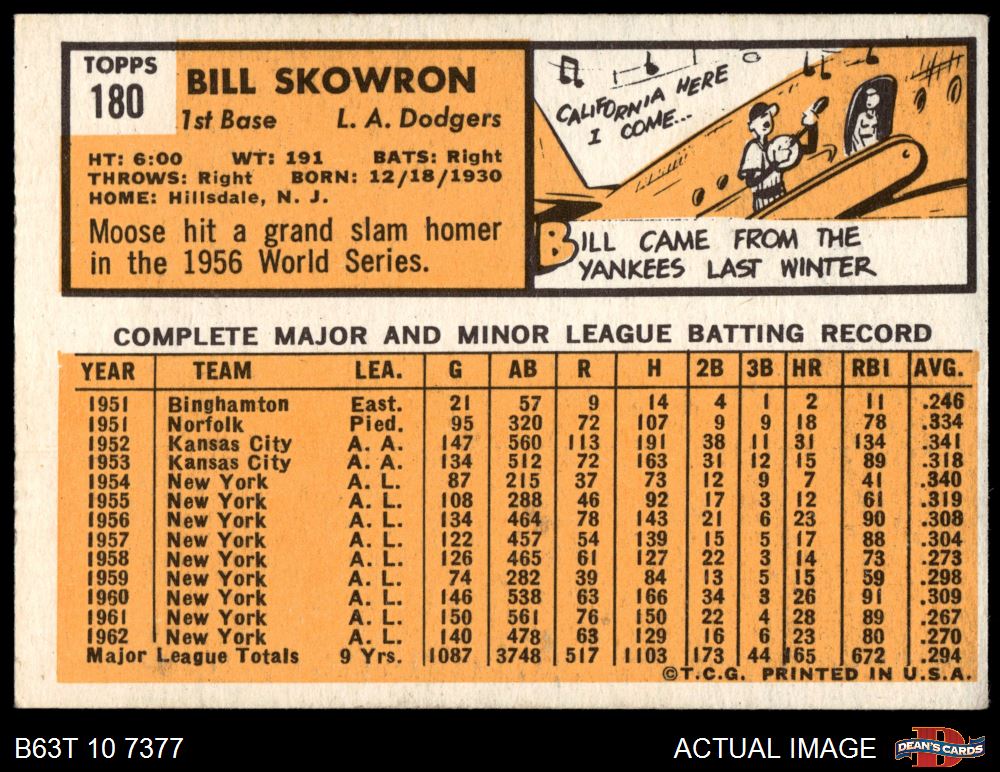 TOPPS
180
BILL SKOWRON
1st Base L. A. Dodgers
HT: 6:00 WT: 191 BATS: Right
THROWS: Right BORN: 12/18/1930
HOME: Hillsdale, N. J.
Moose hit a grand slam homer
in the 1956 World Series.
CALIFORNIA HERE
I COME...
BILL CAME FROM THE
YANKEES LAST WINTER
COMPLETE MAJOR AND MINOR LEAGUE BATTING RECORD
YEAR TEAM LEA. G AB R H 2B 3B HR RBI AVG.
1951 Binghamton East. 21 57 9 14 4 1 2 11 .246
1951 Norfolk Pied. 95 320 72 107 9 9 18 78 .334
1952 Kansas City A. A. 147 560 113 191 38 11 31 134 .341
1953 Kansas City A. A. 134 512 72 163 31 12 15 89 .318
1954 New York A. L. 87 215 37 73 12 9 7 41 .340
1955 New York A. L. 108 288 46 92 17 3 12 61 .319
1956 New York A. L. 134 464 78 143 21 6 23 90 .308
1957 New York A. L. 122 457 54 139 15 5 17 88 .304
1958 New York A. L. 126 465 61 127 22 3 14 73 .273
1959 New York A. L. 74 282 39 84 13 5 15 59 .298
1960 New York A. L. 146 538 63 166 34 3 26 91 .309
1961 New York A. L. 150 561 76 150 22 4 28 89 .267
1962 New York A. L. 140 478 63 129 16 6 23 80 .270
Major League Totals 9 Yrs. 1087 3748 517 1103 173 44 165 672 .294
©T.C.G. PRINTED IN U.S.A.
B63T 10 7377 ACTUAL IMAGE
D
DEAN'S CARDS